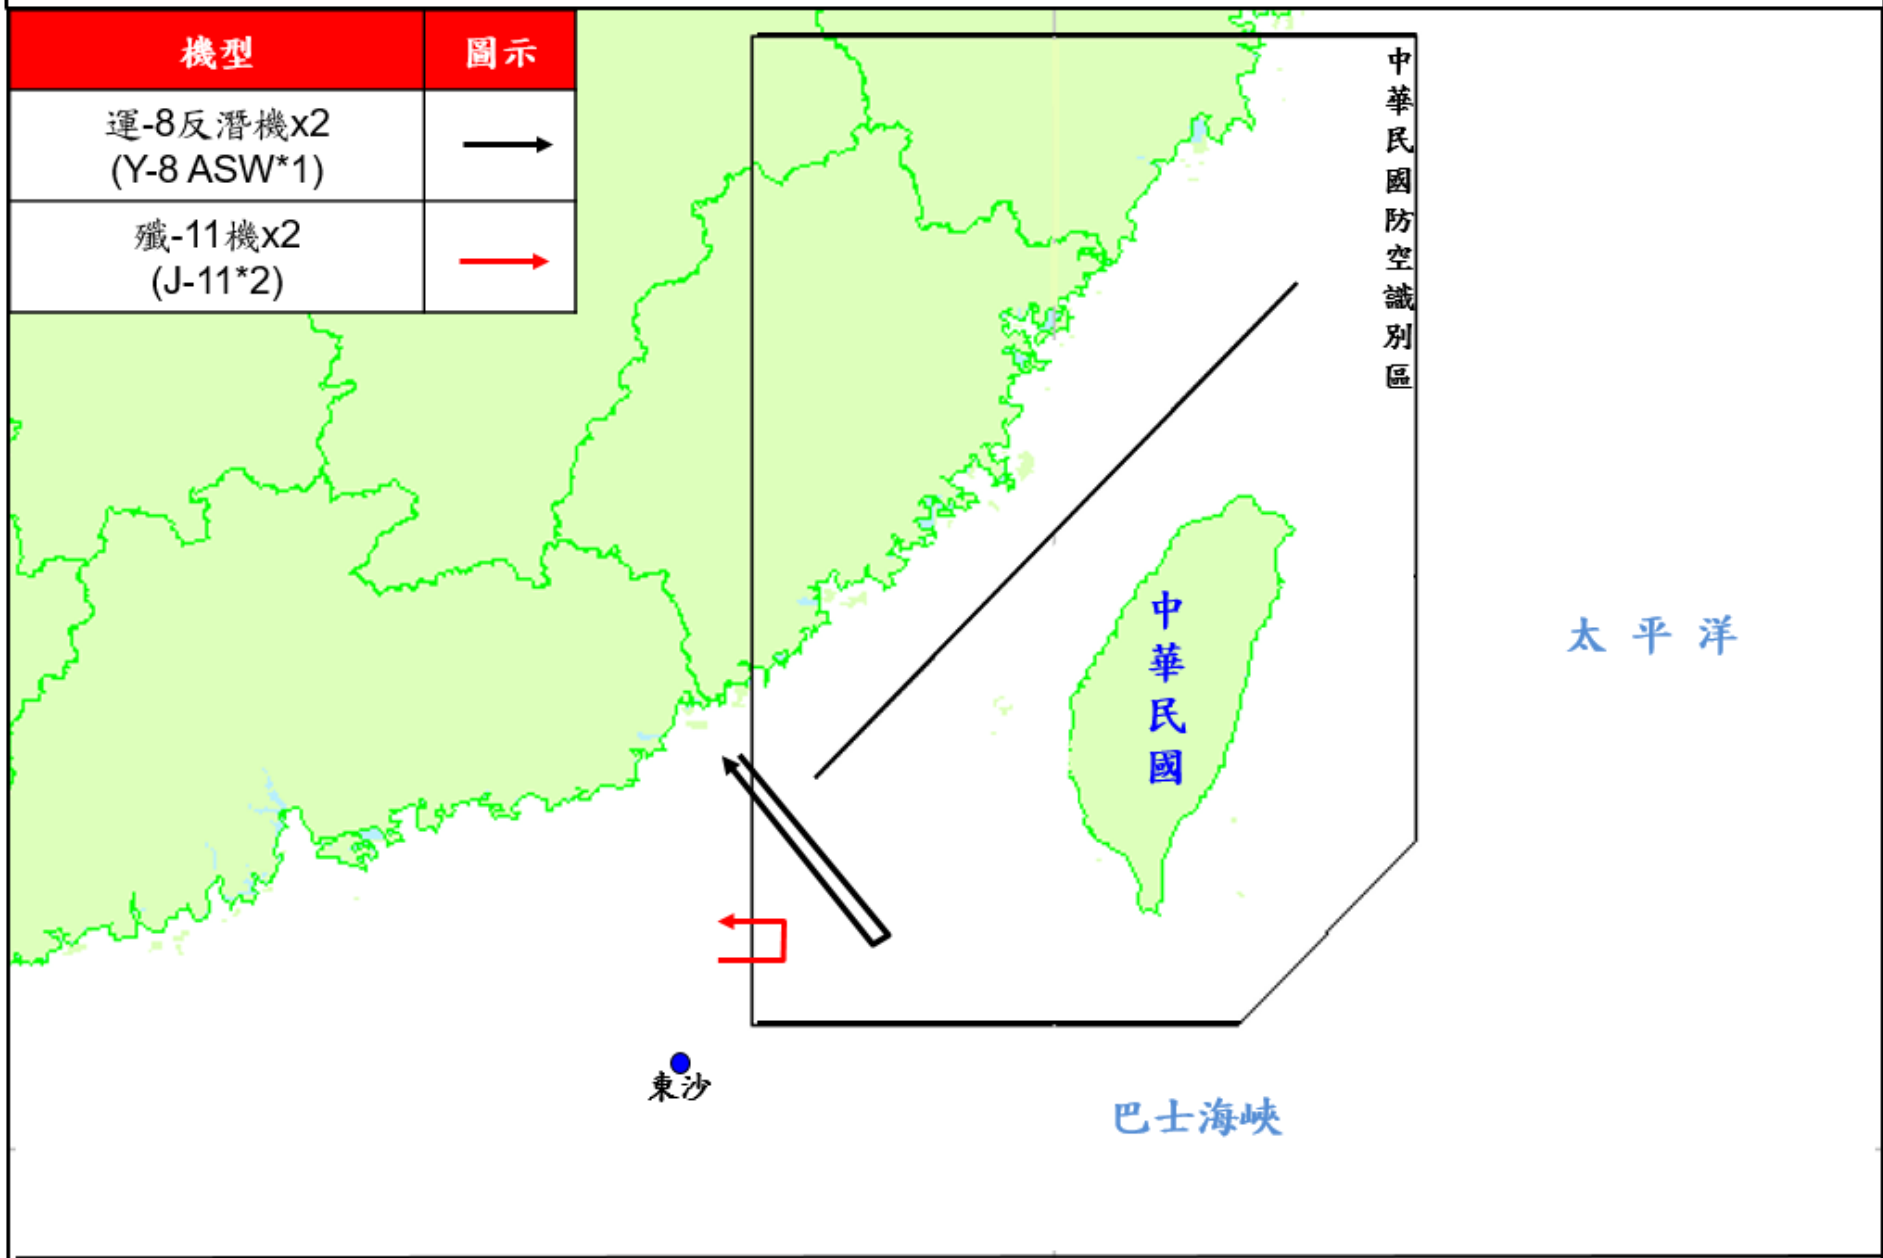 機型 圖示
運-8反潛機x2
(Y-8 ASW*1)
殲-11機x2
(J-11*2)
中華民國防空識別區
中華民國
太平洋
東沙
巴士海峽